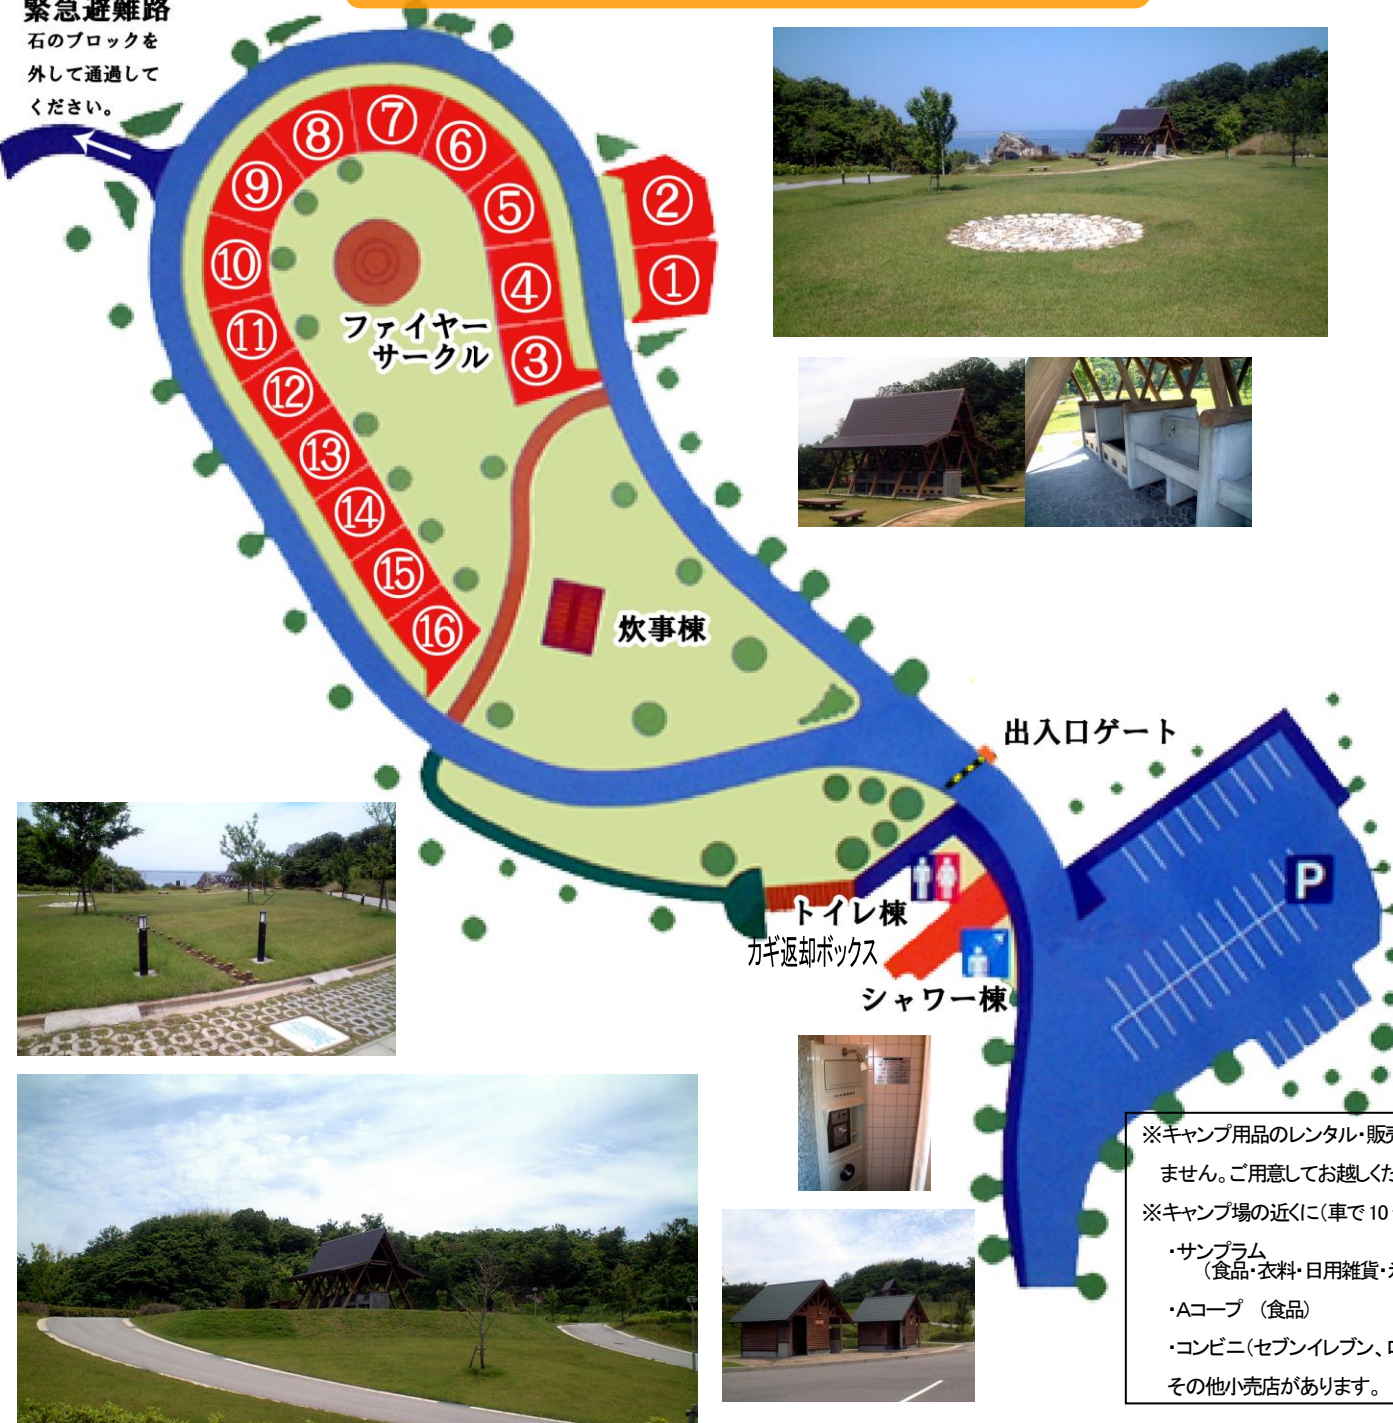 緊急避難路
石のブロックを
外して通過して
ください。
⑦
⑧
⑥
⑨
⑤
②
⑩
④
①
⑪
③
ファイヤー
サークル
⑫
⑬
⑭
⑮
⑯
炊事棟
出入口ゲート
P
トイレ棟
カギ返却ボックス
シャワー棟
※キャンプ用品のレンタル・販売
ません。ご用意してお越しくだ
※キャンプ場の近くに(車で10
・サンプラム
(食品・衣料・日用雑貨・
・Aコープ (食品)
・コンビニ(セブンイレブン、ロ
その他小売店があります。